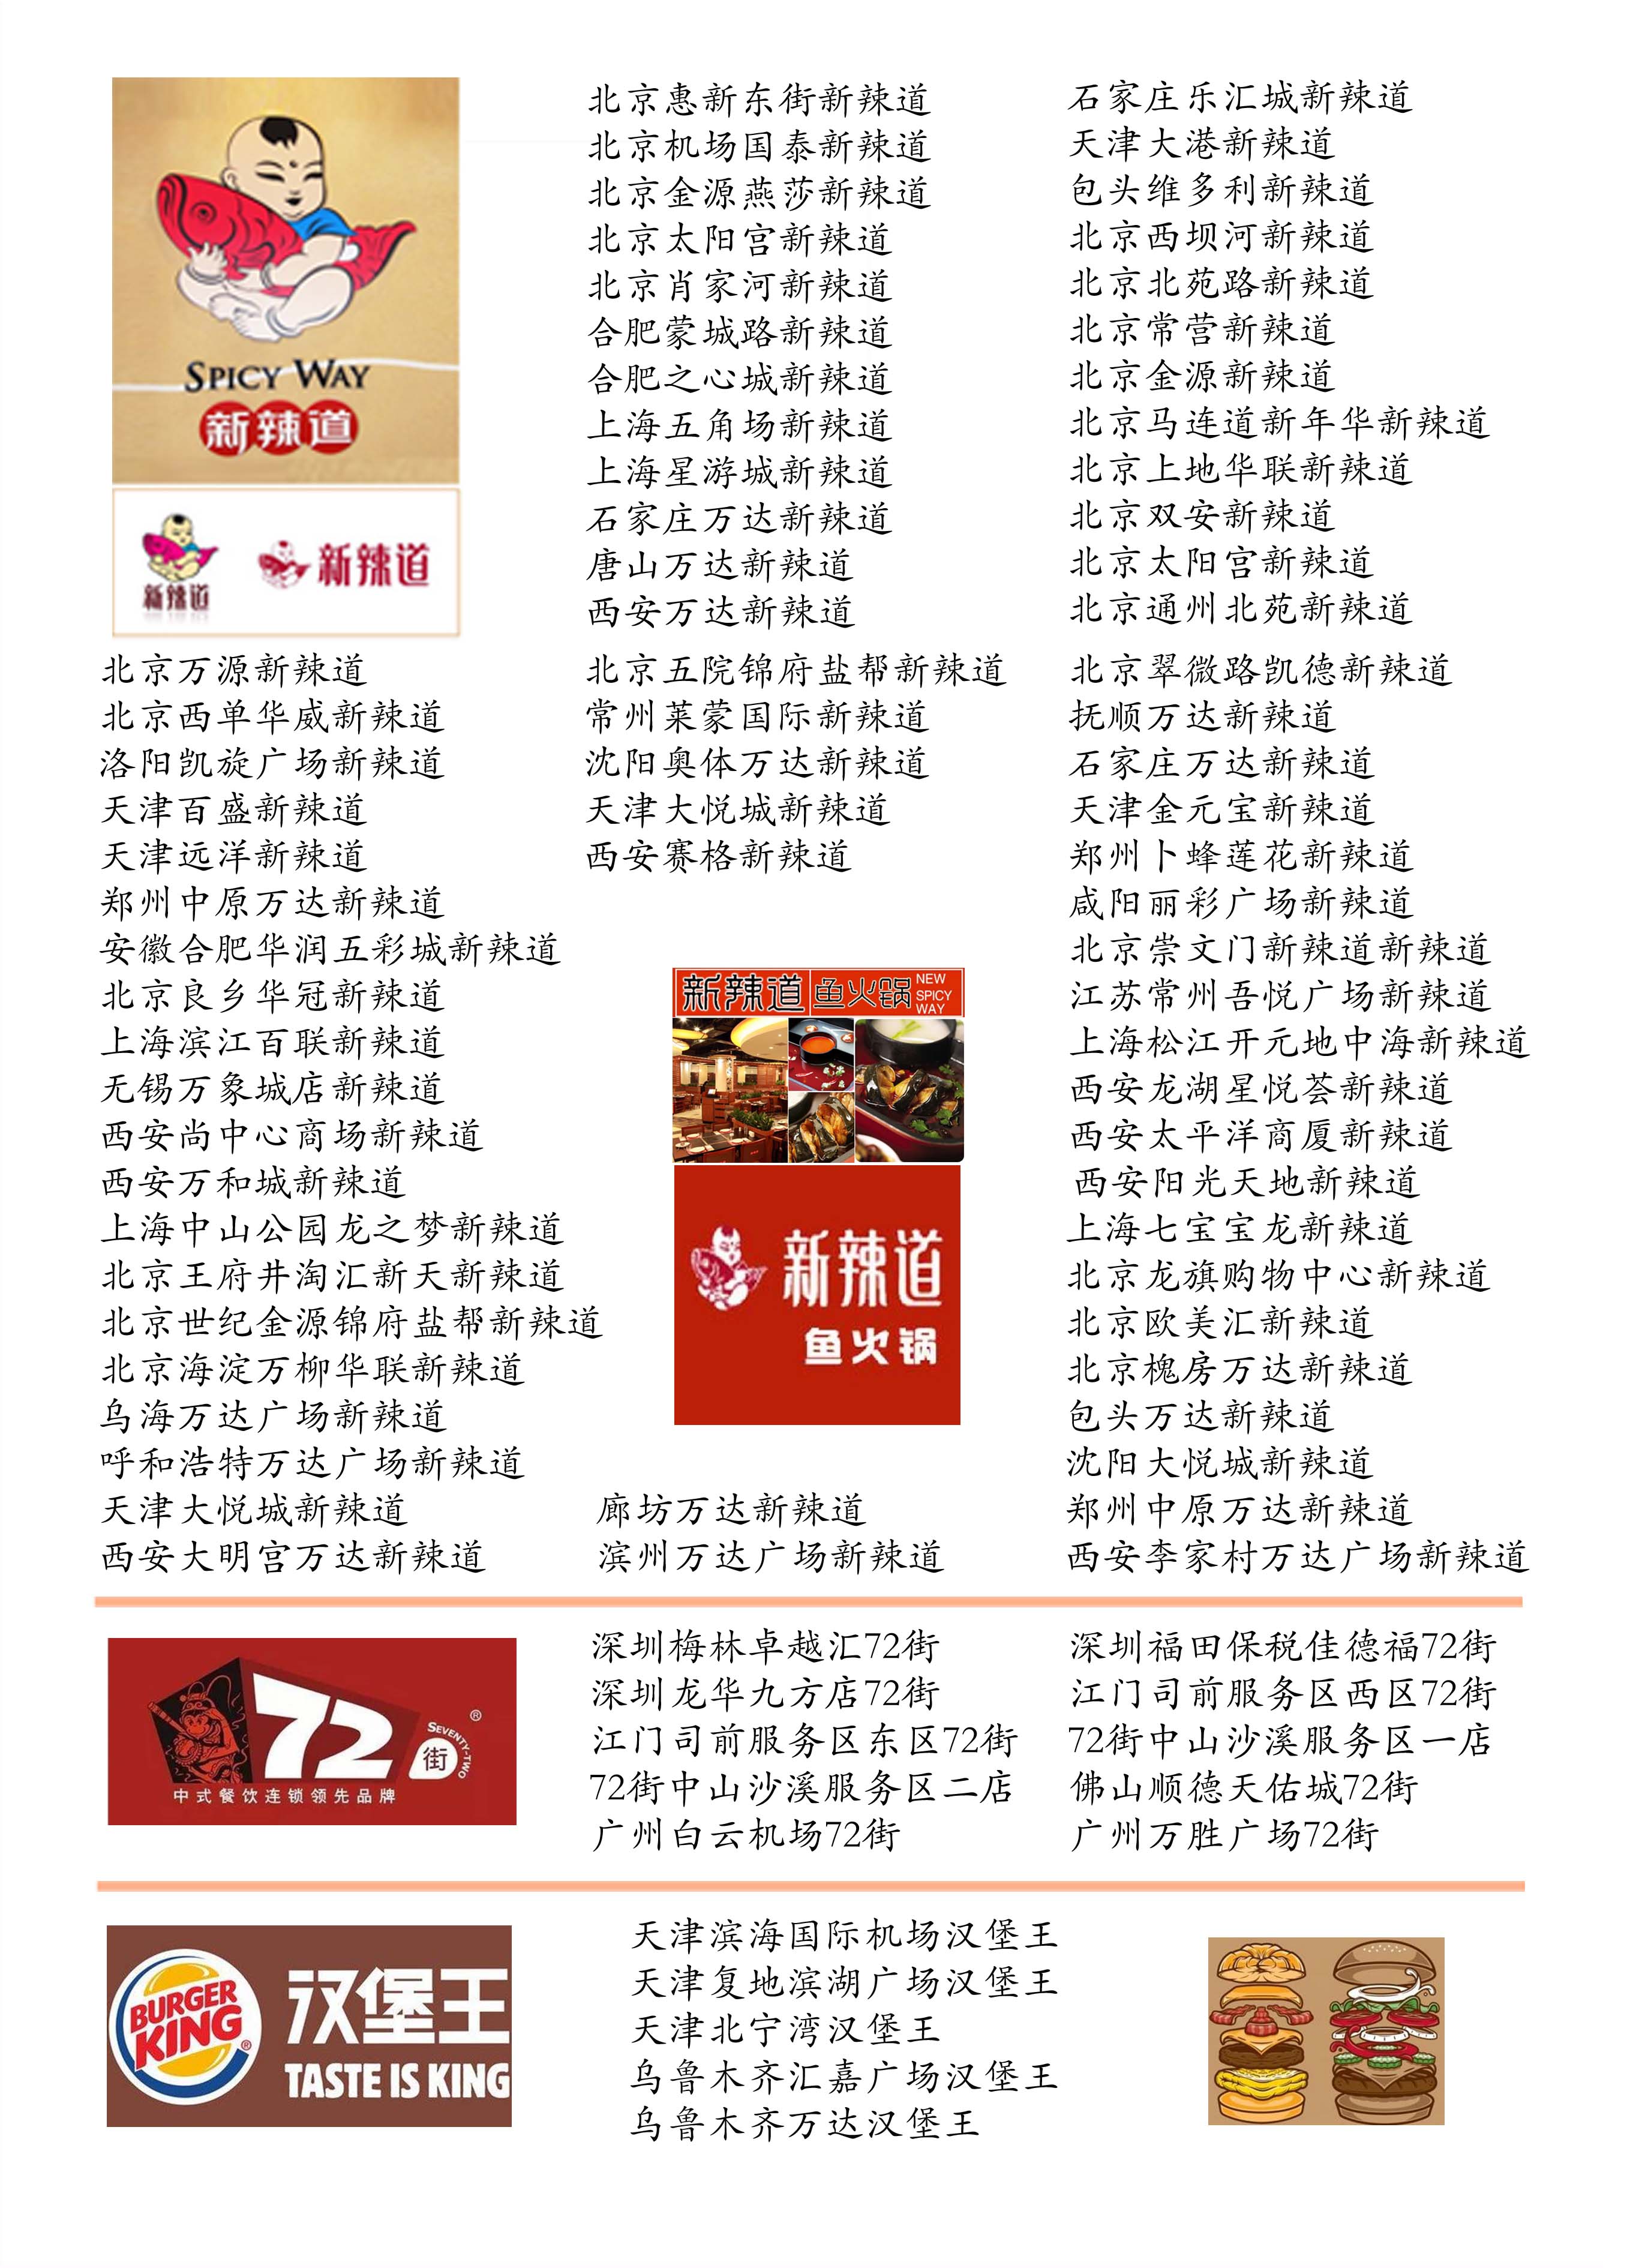 SPICY WAY
新辣道
新辣道
新辣道
北京惠新东街新辣道
北京机场国泰新辣道
北京金源燕莎新辣道
北京太阳宫新辣道
北京肖家河新辣道
合肥蒙城路新辣道
合肥之心城新辣道
上海五角场新辣道
上海星游城新辣道
石家庄万达新辣道
唐山万达新辣道
西安万达新辣道
石家庄乐汇城新辣道
天津大港新辣道
包头维多利新辣道
北京西坝河新辣道
北京北苑路新辣道
北京常营新辣道
北京金源新辣道
北京马连道新年华新辣道
北京上地华联新辣道
北京双安新辣道
北京太阳宫新辣道
北京通州北苑新辣道
北京万源新辣道
北京西单华威新辣道
洛阳凯旋广场新辣道
天津百盛新辣道
天津远洋新辣道
郑州中原万达新辣道
安徽合肥华润五彩城新辣道
北京良乡华冠新辣道
上海滨江百联新辣道
无锡万象城店新辣道
西安尚中心商场新辣道
西安万和城新辣道
上海中山公园龙之梦新辣道
北京王府井淘汇新天新辣道
北京世纪金源锦府盐帮新辣道
北京海淀万柳华联新辣道
乌海万达广场新辣道
呼和浩特万达广场新辣道
天津大悦城新辣道
西安大明宫万达新辣道
北京五院锦府盐帮新辣道
常州莱蒙国际新辣道
沈阳奥体万达新辣道
天津大悦城新辣道
西安赛格新辣道
新辣道 鱼火锅 NEW SPICY WAY
新辣道
鱼火锅
廊坊万达新辣道
滨州万达广场新辣道
北京翠微路凯德新辣道
抚顺万达新辣道
石家庄万达新辣道
天津金元宝新辣道
郑州卜蜂莲花新辣道
咸阳丽彩广场新辣道
北京崇文门新辣道新辣道
江苏常州吾悦广场新辣道
上海松江开元地中海新辣道
西安龙湖星悦荟新辣道
西安太平洋商厦新辣道
西安阳光天地新辣道
上海七宝宝龙新辣道
北京龙旗购物中心新辣道
北京欧美汇新辣道
北京槐房万达新辣道
包头万达新辣道
沈阳大悦城新辣道
郑州中原万达新辣道
西安李家村万达广场新辣道
72街 SEVENTY-TWO ®
中式餐饮连锁领先品牌
深圳梅林卓越汇72街
深圳龙华九方店72街
江门司前服务区东区72街
72街中山沙溪服务区二店
广州白云机场72街
深圳福田保税佳德福72街
江门司前服务区西区72街
72街中山沙溪服务区一店
佛山顺德天佑城72街
广州万胜广场72街
BURGER KING ®
汉堡王
TASTE IS KING
天津滨海国际机场汉堡王
天津复地滨湖广场汉堡王
天津北宁湾汉堡王
乌鲁木齐汇嘉广场汉堡王
乌鲁木齐万达汉堡王